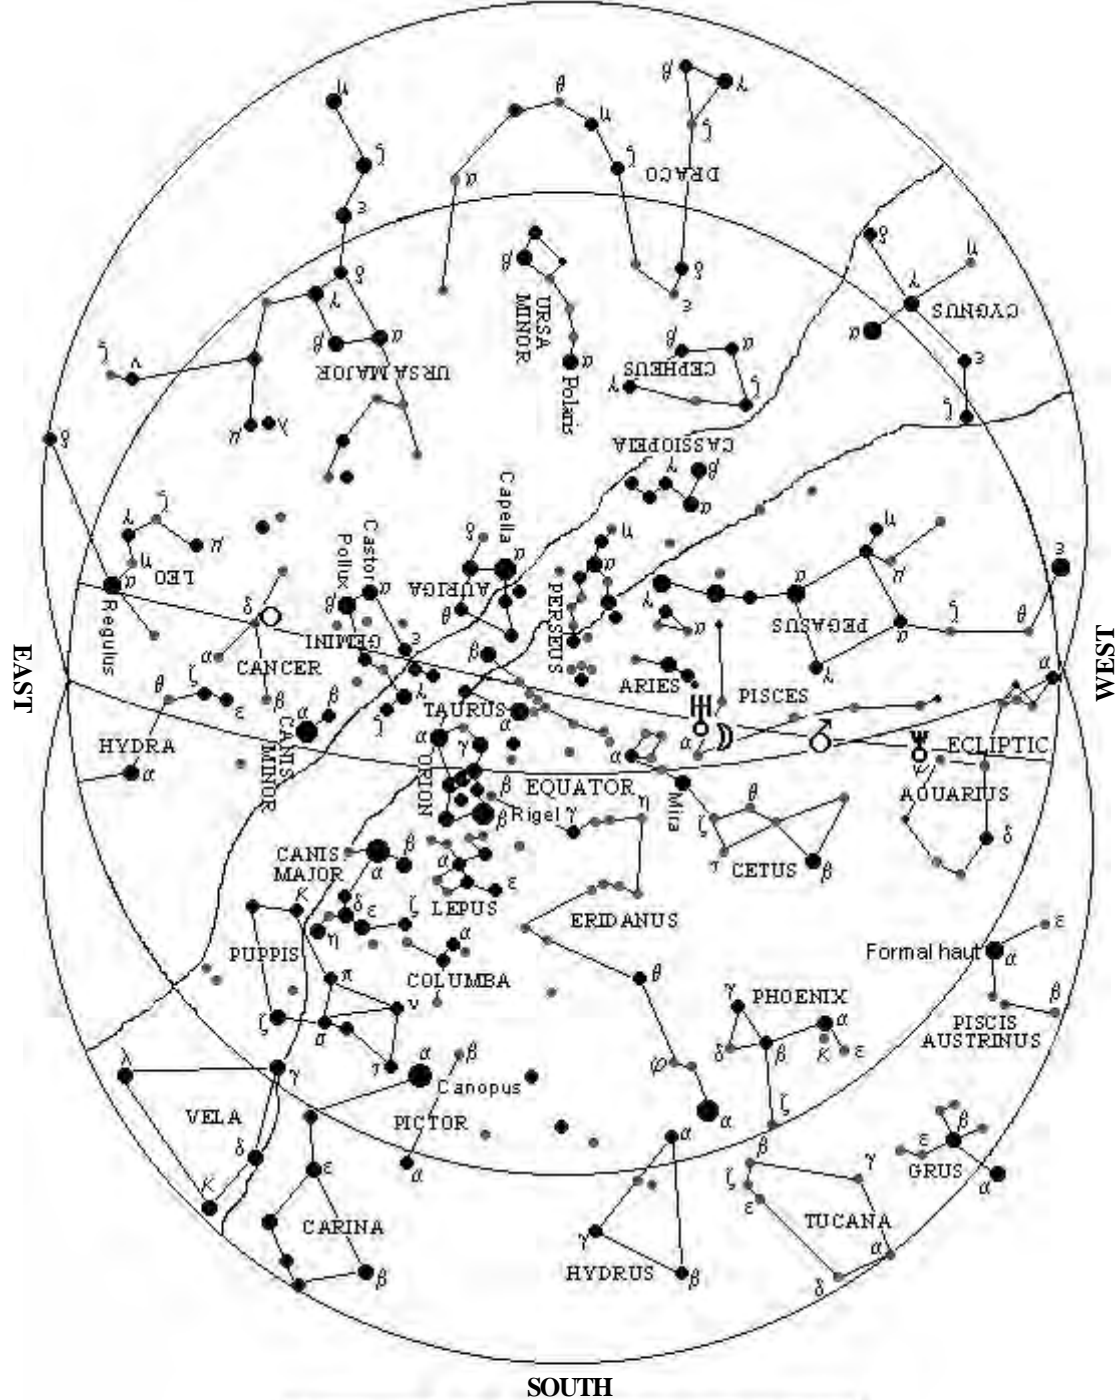 DRACO
CYGNUS
URSA
MINOR
URSA MAJOR
CEPHEUS
Polaris
CASSIOPEIA
Capella
Castor
Pollux
LEO
AURIGA
PERSEUS
PEGASUS
Regulus
GEMINI
CANCER
EAST
WEST
TAURUS
ARIES
PISCES
HYDRA
CANIS
MINOR
ORION
EQUATOR
ECLIPTIC
Rigel
Mira
AQUARIUS
CANIS
MAJOR
LEPUS
CETUS
ERIDANUS
PUPPIS
COLUMBA
Formal haut
PHOENIX
PISCIS
AUSTRINUS
Canopus
VELA
PICTOR
GRUS
CARINA
TUCANA
HYDRUS
SOUTH